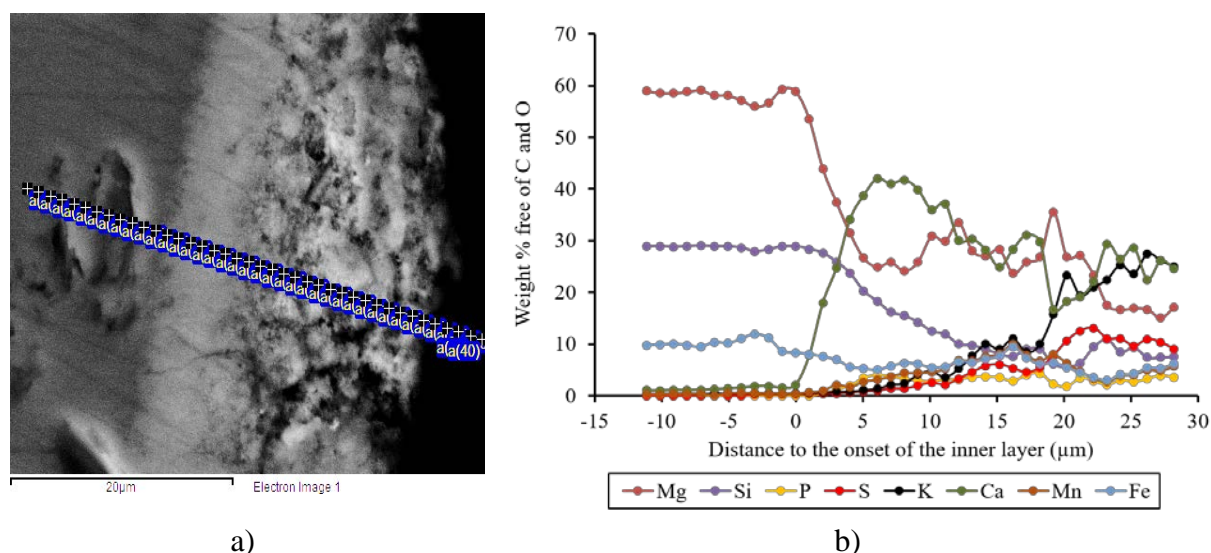 a(40)
20µm
Electron Image 1
a)
Weight % free of C and O
70
60
50
40
30
20
10
0
-15
-10
-5
0
5
10
15
20
25
30
Distance to the onset of the inner layer (µm)
Mg Si P S K Ca Mn Fe
b)